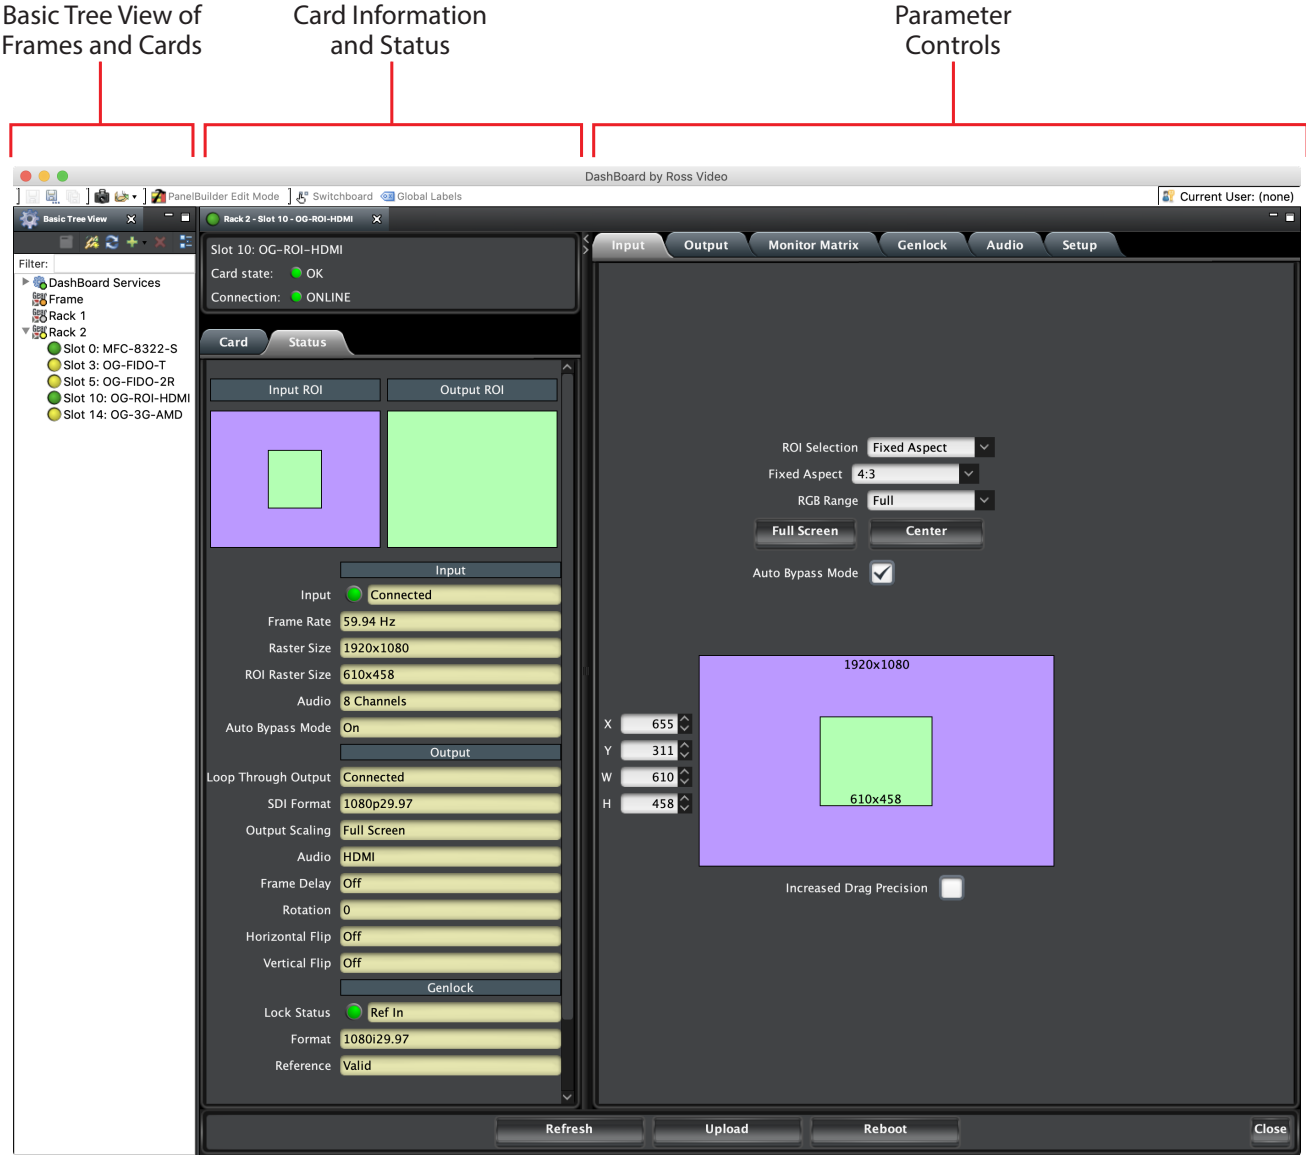 Basic Tree View of
Frames and Cards
Card Information
and Status
Parameter
Controls
DashBoard by Ross Video
PanelBuilder Edit Mode
Switchboard
Global Labels
Current User: (none)
Basic Tree View
Rack 2 - Slot 10 - OG-ROI-HDMI
Filter:
DashBoard Services
Frame
Rack 1
Rack 2
Slot 0: MFC-8322-S
Slot 3: OG-FIDO-T
Slot 5: OG-FIDO-2R
Slot 10: OG-ROI-HDMI
Slot 14: OG-3G-AMD
Slot 10: OG-ROI-HDMI
Card state: OK
Connection: ONLINE
Card
Status
Input ROI
Output ROI
Input
Input Connected
Frame Rate 59.94 Hz
Raster Size 1920x1080
ROI Raster Size 610x458
Audio 8 Channels
Auto Bypass Mode On
Output
Loop Through Output Connected
SDI Format 1080p29.97
Output Scaling Full Screen
Audio HDMI
Frame Delay Off
Rotation 0
Horizontal Flip Off
Vertical Flip Off
Genlock
Lock Status Ref In
Format 1080i29.97
Reference Valid
Input
Output
Monitor Matrix
Genlock
Audio
Setup
ROI Selection Fixed Aspect
Fixed Aspect 4:3
RGB Range Full
Full Screen
Center
Auto Bypass Mode
1920x1080
X 655
Y 311
W 610
H 458
610x458
Increased Drag Precision
Refresh
Upload
Reboot
Close